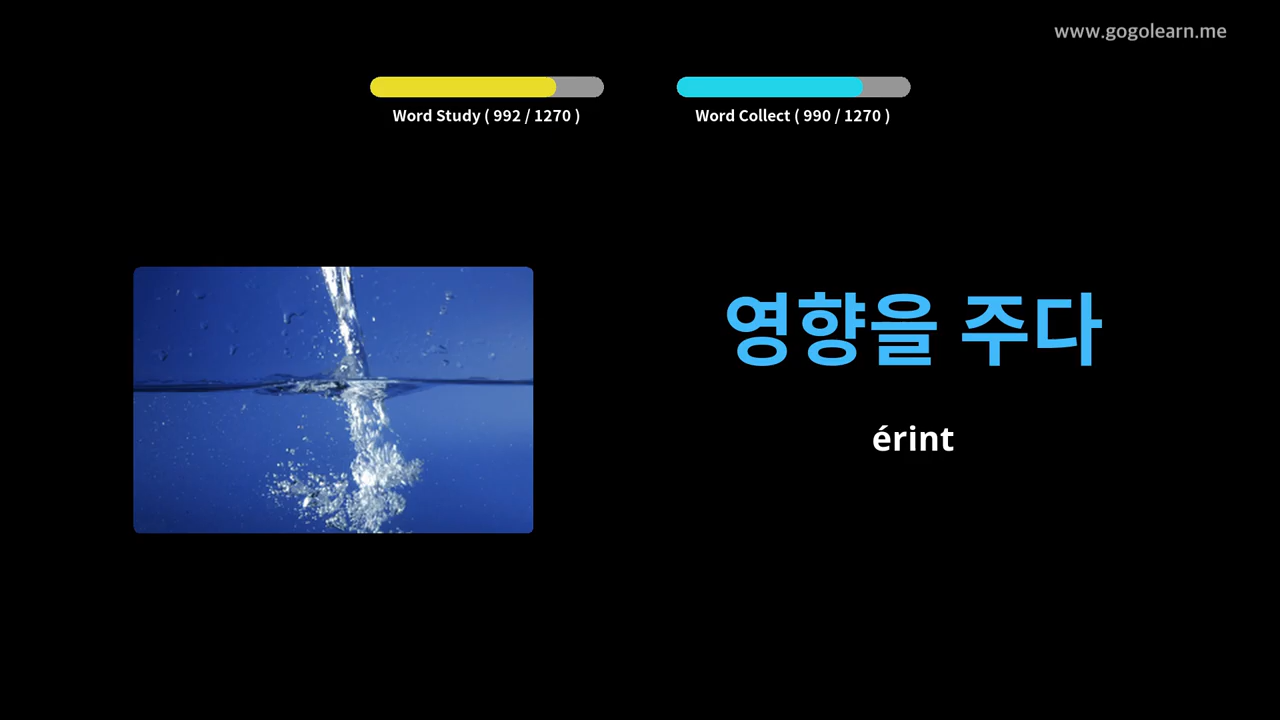 www.gogolearn.me
Word Study ( 992 / 1270 )
Word Collect ( 990 / 1270 )
영향을 주다
érint